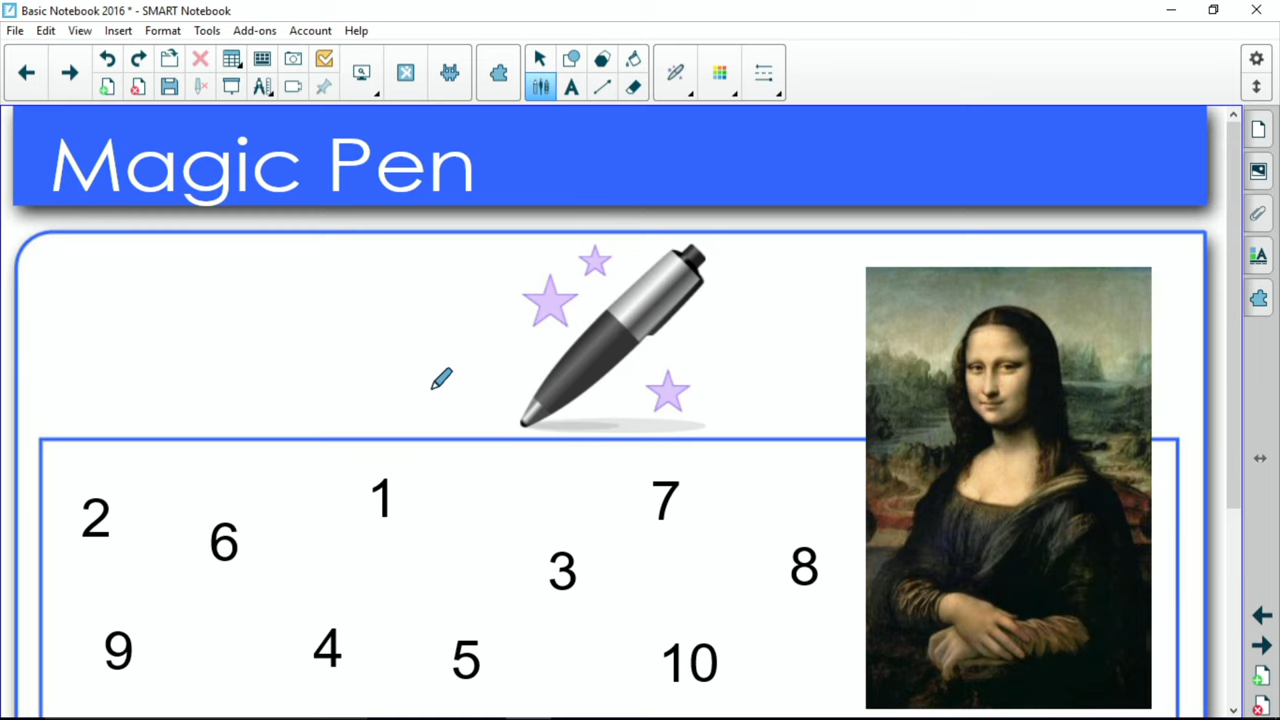 Basic Notebook 2016 * - SMART Notebook
File Edit View Insert Format Tools Add-ons Account Help
A
Magic Pen
1 7
2
6
3 8
9 4 5 10